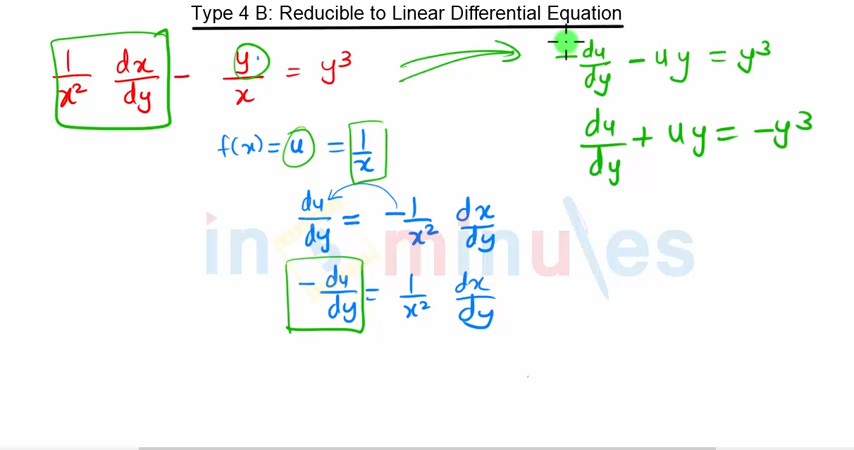 Type 4 B: Reducible to Linear Differential Equation
1/x² dx/dy - y/x = y³
- du/dy - uy = y³
du/dy + uy = -y³
f(x) = u = 1/x
du/dy = -1/x² dx/dy
- du/dy = 1/x² dx/dy
in minutes